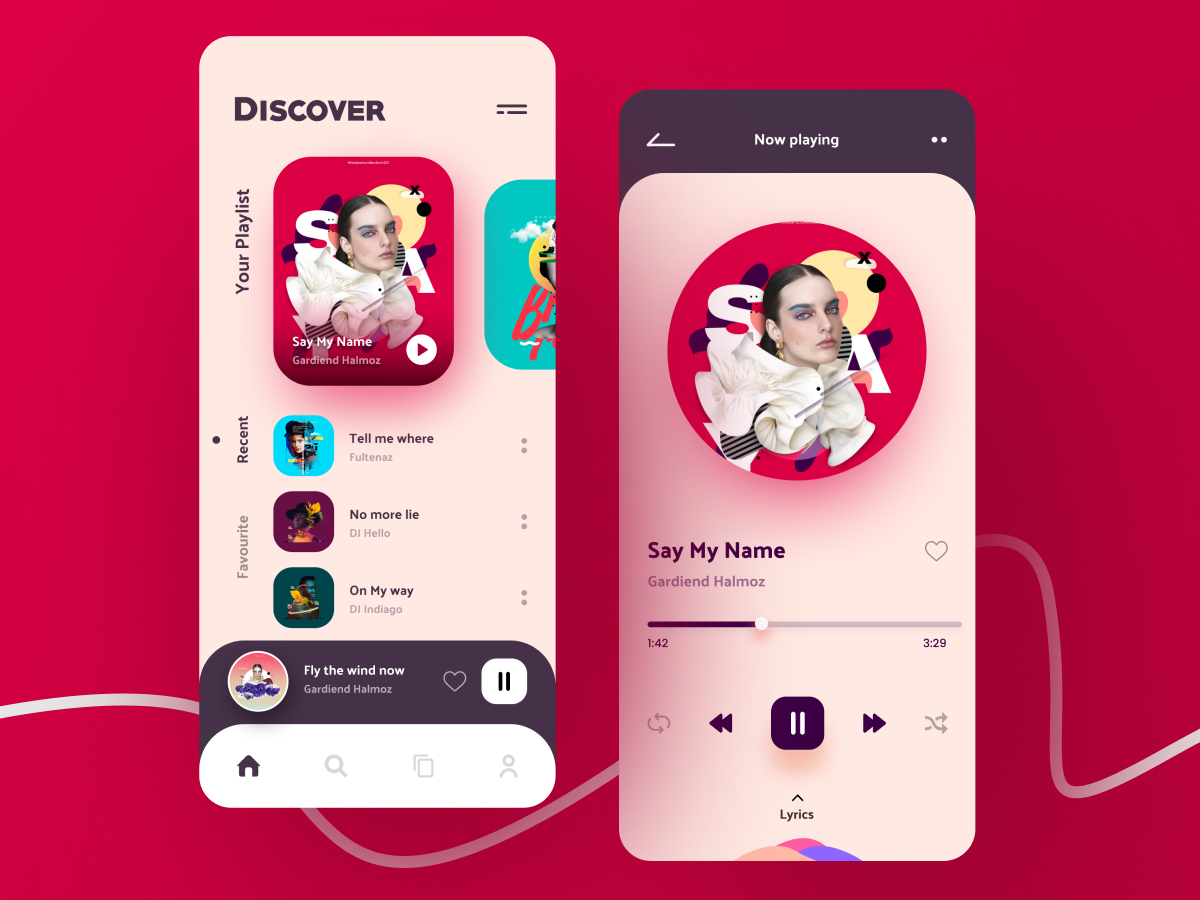 DISCOVER
Your Playlist
Say My Name
Gardiend Halmoz
Recent
Favourite
Tell me where
Fultenaz
No more lie
DJ Hello
On My way
DJ Indiago
Fly the wind now
Gardiend Halmoz
Now playing
S
X
A
Say My Name
Gardiend Halmoz
1:42
3:29
Lyrics